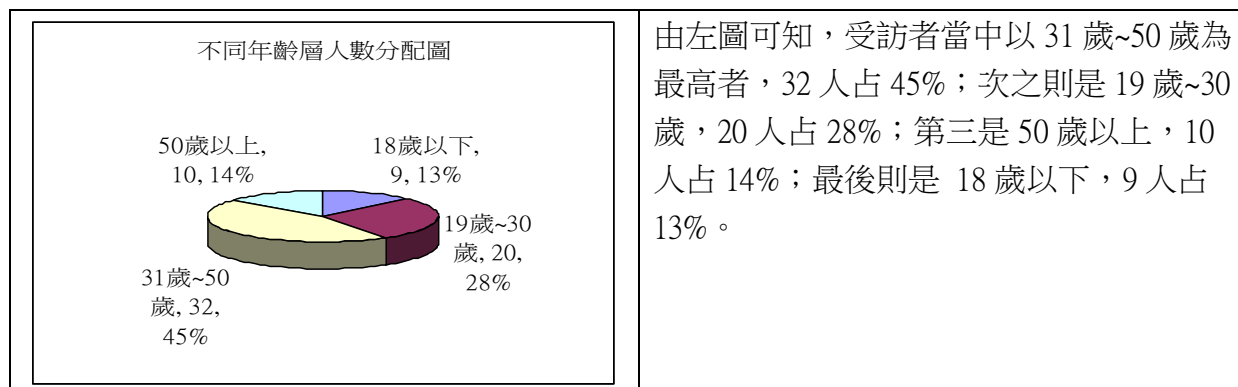 不同年齡層人數分配圖
50歲以上,
10, 14%
18歲以下,
9, 13%
19歲~30
歲, 20,
28%
31歲~50
歲, 32,
45%
由左圖可知，受訪者當中以 31 歲~50 歲為
最高者，32 人占 45%；次之則是 19 歲~30
歲，20 人占 28%；第三是 50 歲以上，10
人占 14%；最後則是 18 歲以下，9 人占
13%。